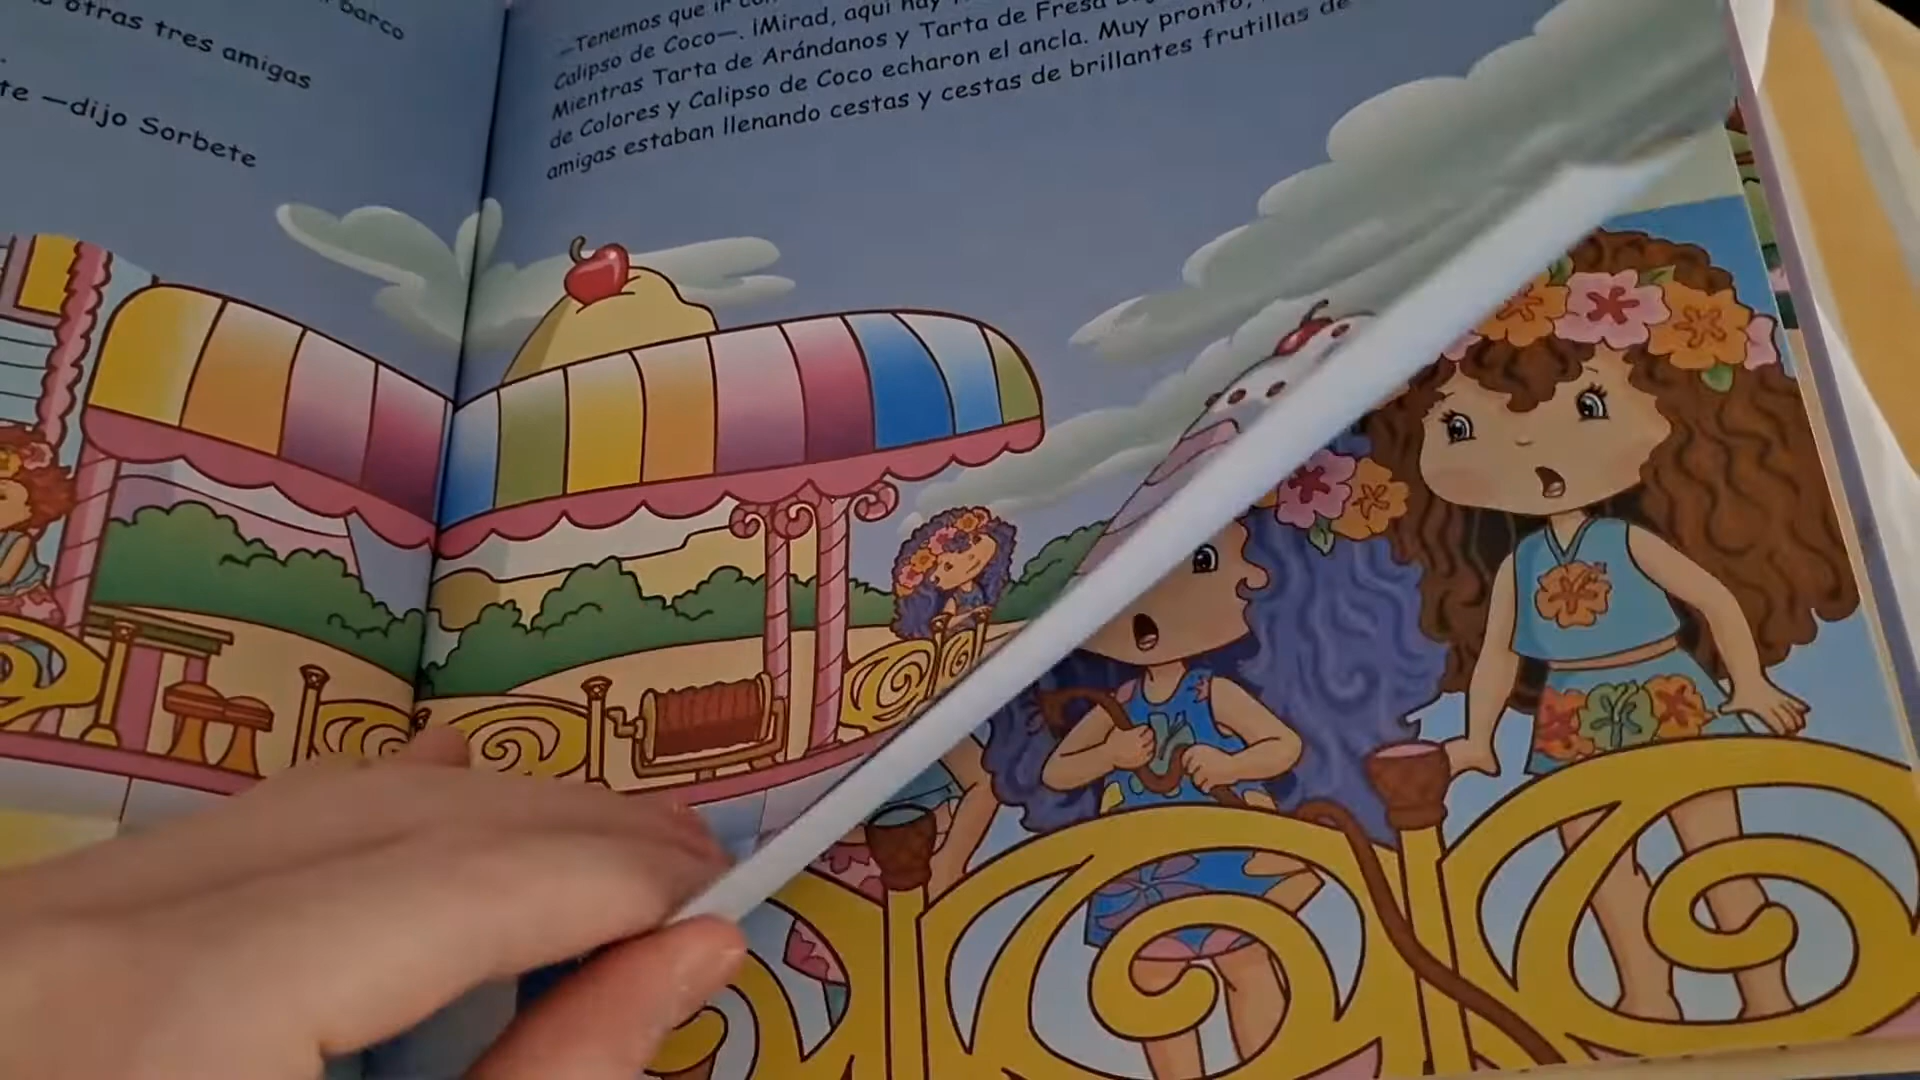 barco
otras tres amigas
te —dijo Sorbete
—Tenemos que ir
Calipso de Coco—. ¡Mirad, aquí hay
Mientras Tarta de Arándanos y Tarta de Fresa
de Colores y Calipso de Coco echaron el ancla. Muy pronto,
amigas estaban llenando cestas y cestas de brillantes frutillas de